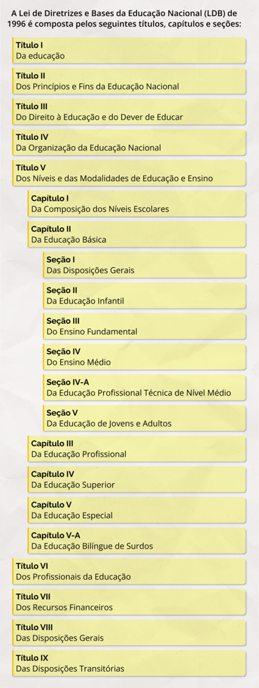 A Lei de Diretrizes e Bases da Educação Nacional (LDB) de
1996 é composta pelos seguintes títulos, capítulos e seções:
Título I
Da educação
Título II
Dos Princípios e Fins da Educação Nacional
Título III
Do Direito à Educação e do Dever de Educar
Título IV
Da Organização da Educação Nacional
Título V
Dos Níveis e das Modalidades de Educação e Ensino
Capítulo I
Da Composição dos Níveis Escolares
Capítulo II
Da Educação Básica
Seção I
Das Disposições Gerais
Seção II
Da Educação Infantil
Seção III
Do Ensino Fundamental
Seção IV
Do Ensino Médio
Seção IV-A
Da Educação Profissional Técnica de Nível Médio
Seção V
Da Educação de Jovens e Adultos
Capítulo III
Da Educação Profissional
Capítulo IV
Da Educação Superior
Capítulo V
Da Educação Especial
Capítulo V-A
Da Educação Bilíngue de Surdos
Título VI
Dos Profissionais da Educação
Título VII
Dos Recursos Financeiros
Título VIII
Das Disposições Gerais
Título IX
Das Disposições Transitórias